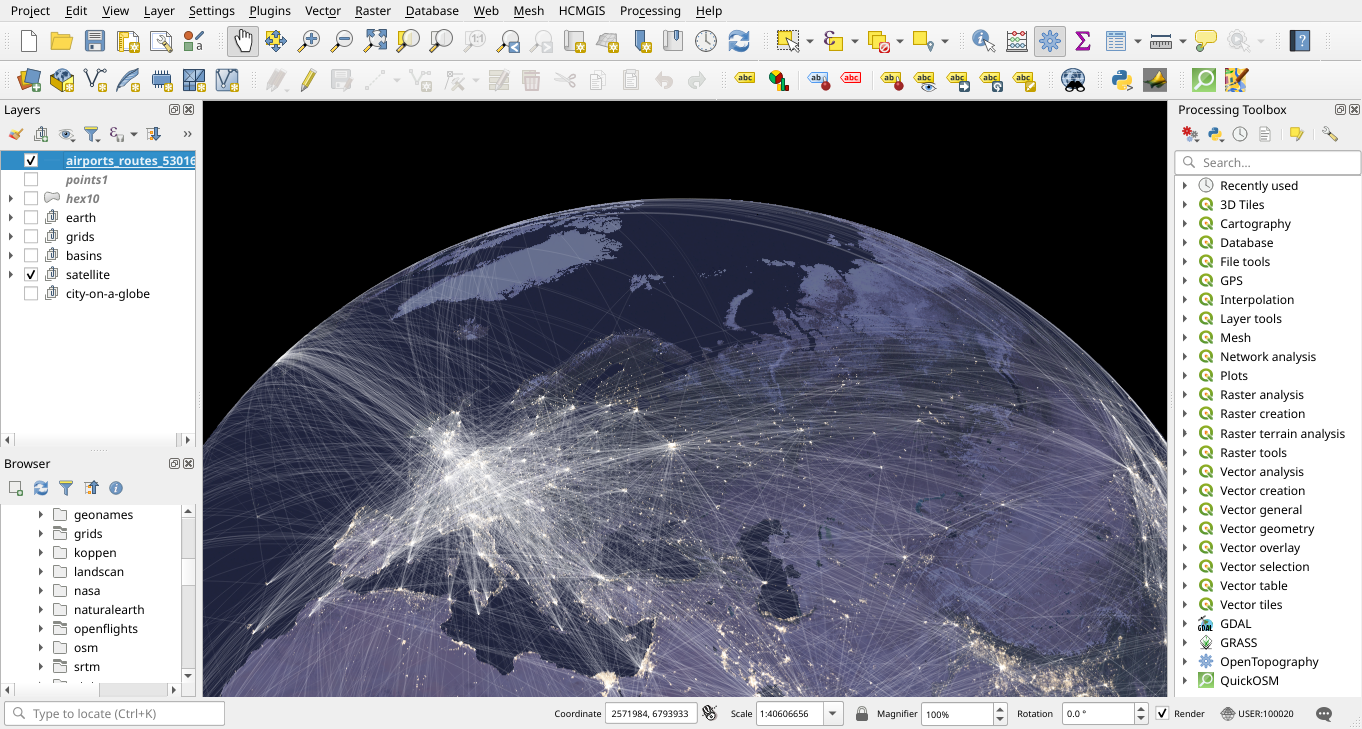 Project Edit View Layer Settings Plugins Vector Raster Database Web Mesh HCMGIS Processing Help
1:1
abc abc abc abc abc abc abc abc
Layers
airports_routes_53016
points1
hex10
earth
grids
basins
satellite
city-on-a-globe
Browser
geonames
grids
koppen
landscan
nasa
naturalearth
openflights
osm
srtm
Processing Toolbox
Search...
Recently used
3D Tiles
Cartography
Database
File tools
GPS
Interpolation
Layer tools
Mesh
Network analysis
Plots
Raster analysis
Raster creation
Raster terrain analysis
Raster tools
Vector analysis
Vector creation
Vector general
Vector geometry
Vector overlay
Vector selection
Vector table
Vector tiles
GDAL
GRASS
OpenTopography
QuickOSM
Type to locate (Ctrl+K) Coordinate 2571984, 6793933 Scale 1:40606656 Magnifier 100% Rotation 0.0 ° Render USER:100020